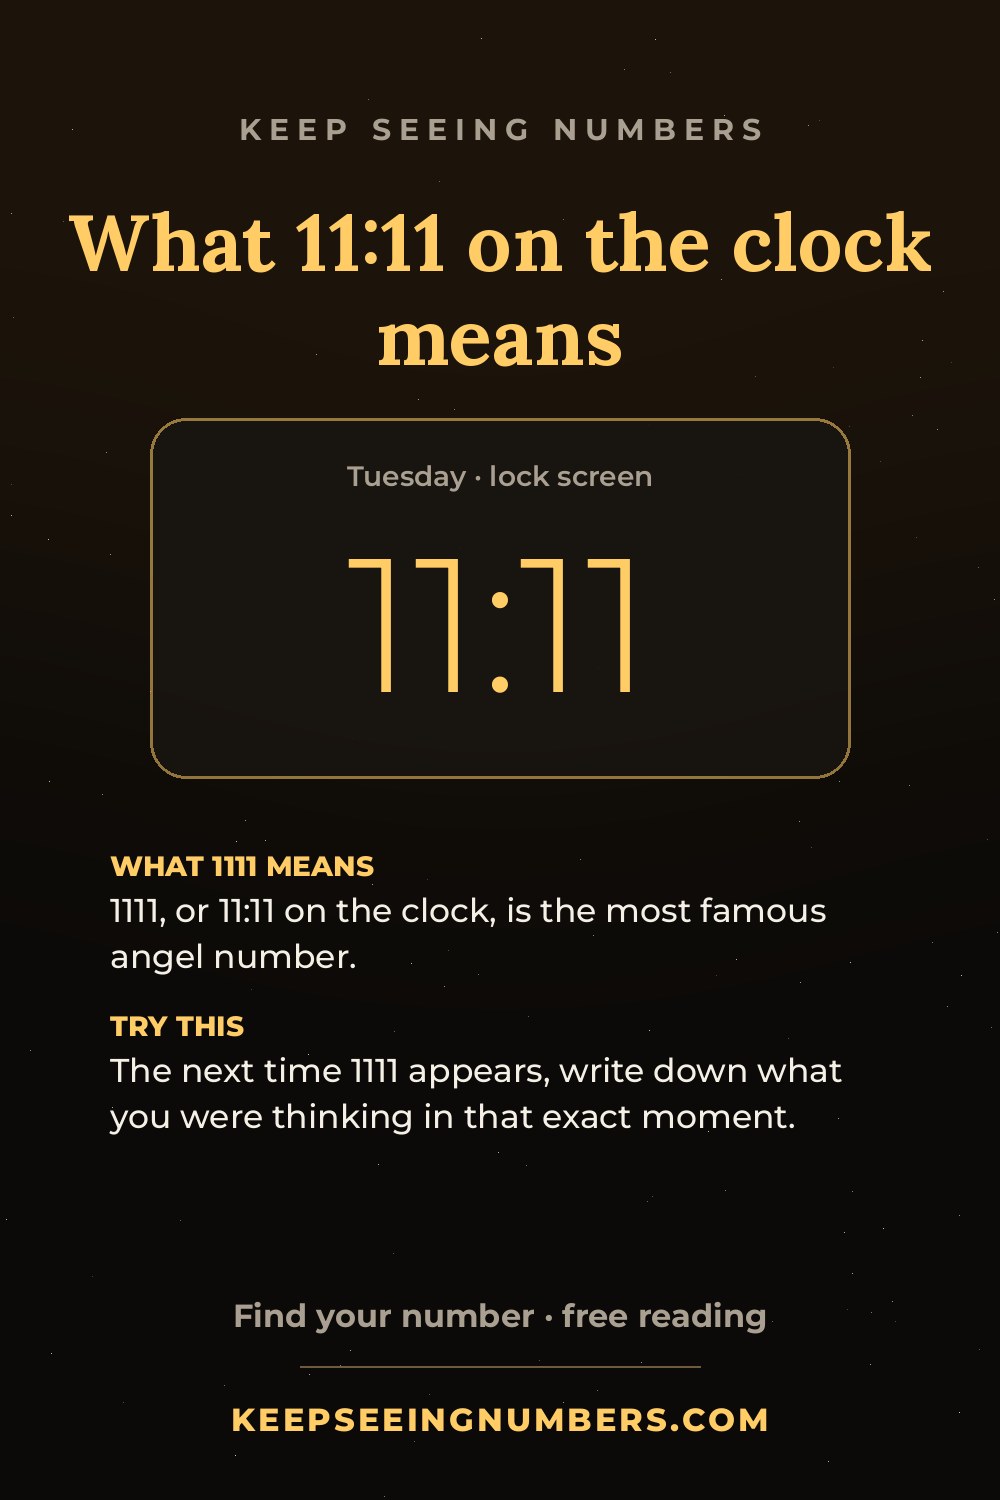 KEEP SEEING NUMBERS
What 11:11 on the clock
means
Tuesday · lock screen
11:11
WHAT 1111 MEANS
1111, or 11:11 on the clock, is the most famous
angel number.
TRY THIS
The next time 1111 appears, write down what
you were thinking in that exact moment.
Find your number · free reading
KEEPSEEINGNUMBERS.COM